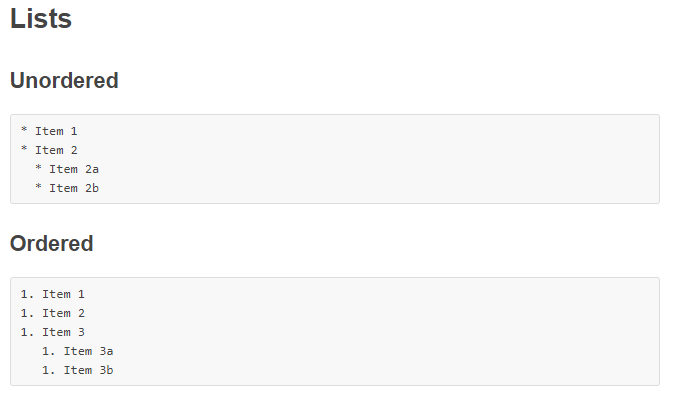 Lists
Unordered
* Item 1
* Item 2
  * Item 2a
  * Item 2b
Ordered
1. Item 1
1. Item 2
1. Item 3
   1. Item 3a
   1. Item 3b